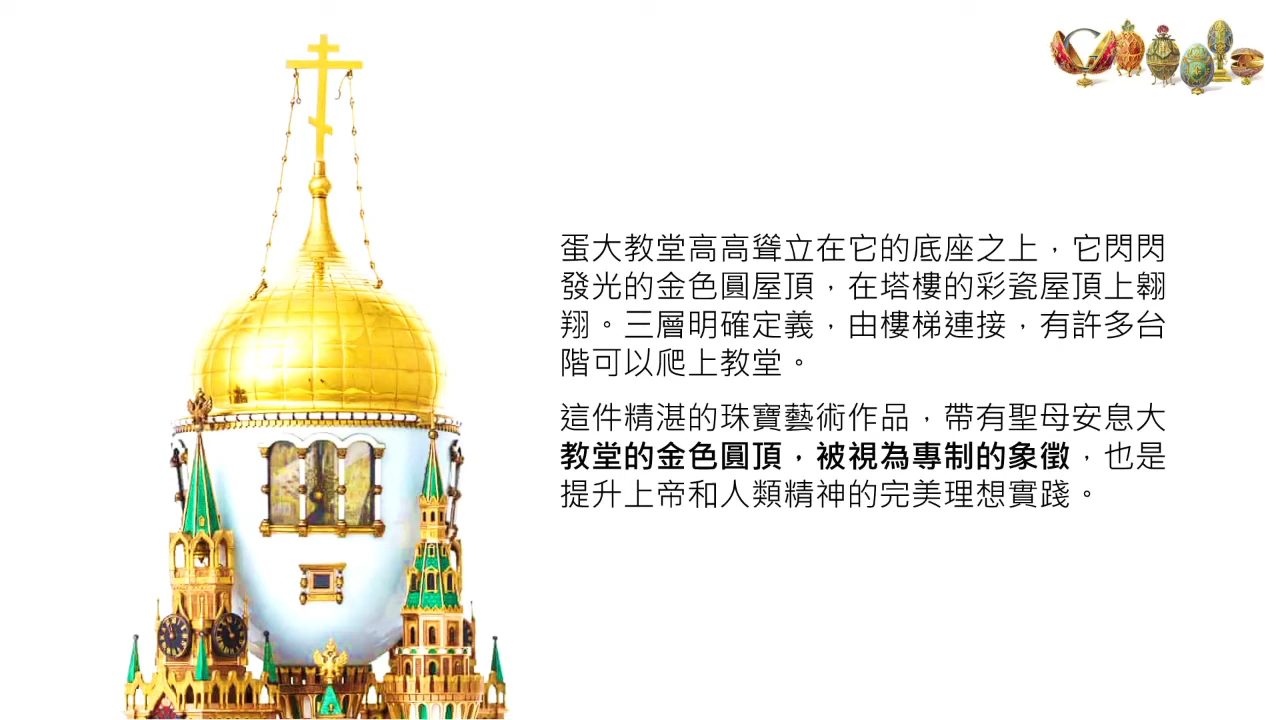 蛋大教堂高高聳立在它的底座之上，它閃閃
發光的金色圓屋頂，在塔樓的彩瓷屋頂上翱
翔。三層明確定義，由樓梯連接，有許多台
階可以爬上教堂。
這件精湛的珠寶藝術作品，帶有聖母安息大
教堂的金色圓頂，被視為專制的象徵，也是
提升上帝和人類精神的完美理想實踐。